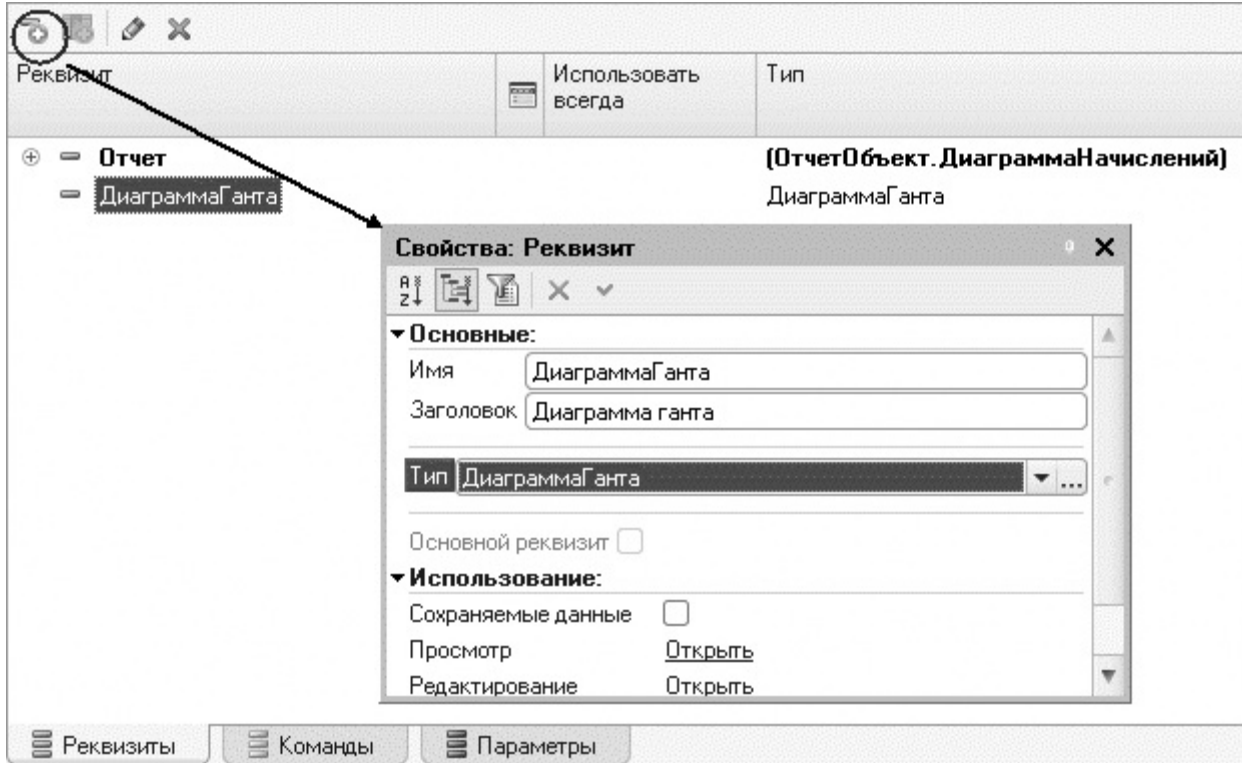 Реквизит
Использовать всегда
Тип
Отчет
(ОтчетОбъект.ДиаграммаНачислений)
ДиаграммаГанта
ДиаграммаГанта
Свойства: Реквизит
Основные:
Имя ДиаграммаГанта
Заголовок Диаграмма ганта
Тип ДиаграммаГанта ...
Основной реквизит
Использование:
Сохраняемые данные
Просмотр Открыть
Редактирование Открыть
Реквизиты Команды Параметры